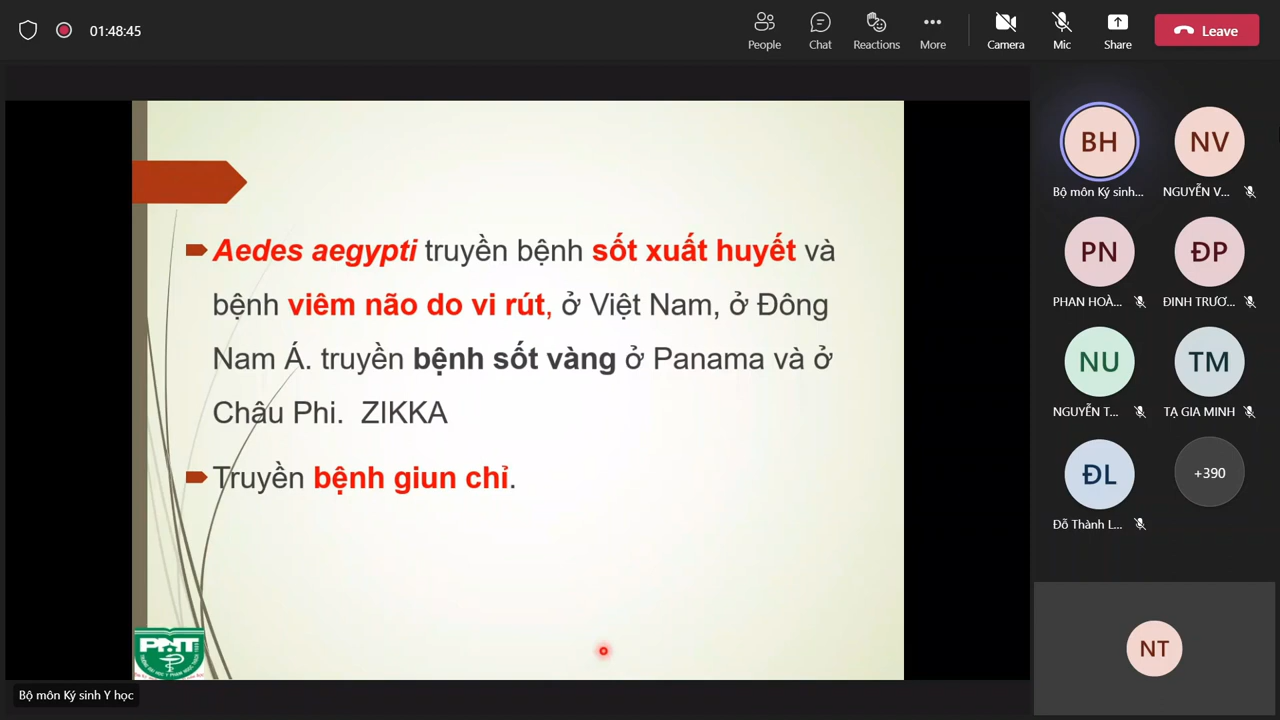 01:48:45
People
Chat
Reactions
More
Camera
Mic
Share
Leave
Aedes aegypti truyền bệnh sốt xuất huyết và
bệnh viêm não do vi rút, ở Việt Nam, ở Đông
Nam Á. truyền bệnh sốt vàng ở Panama và ở
Châu Phi. ZIKKA
Truyền bệnh giun chỉ.
PNT
Bộ môn Ký sinh Y học
BH
NV
Bộ môn Ký sinh...
NGUYỄN V...
PN
ĐP
PHAN HOÀ...
ĐINH TRƯƠ...
NU
TM
NGUYỄN T...
TẠ GIA MINH
ĐL
+390
Đỗ Thành L...
NT